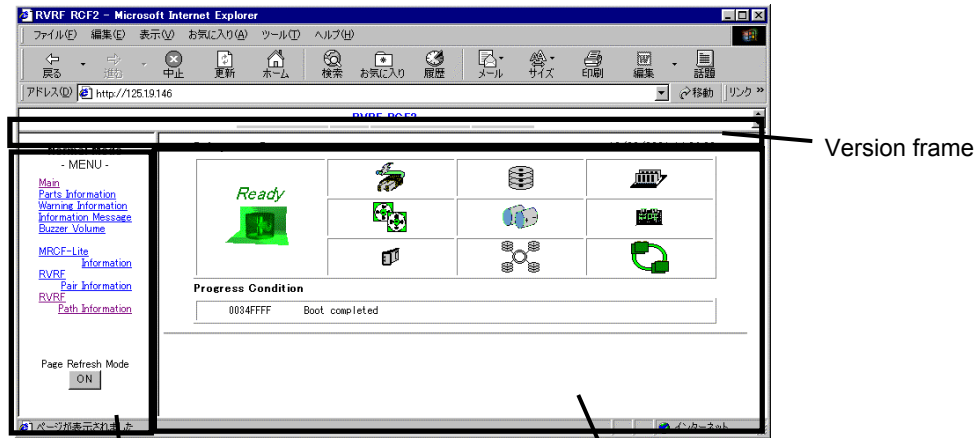 RVRF RCF2 - Microsoft Internet Explorer
ファイル(F) 編集(E) 表示(V) お気に入り(A) ツール(T) ヘルプ(H)
戻る 進む 中止 更新 ホーム 検索 お気に入り 履歴 メール サイズ 印刷 編集 話題
アドレス(D) http://125.1.9.146 移動 リンク »
RVRF RCF2
Version frame
- MENU -
Main
Parts Information
Warning Information
Information Message
Buzzer Volume
MRCF-Lite
Information
RVRF
Pair Information
RVRF
Path Information
Page Refresh Mode
ON
Ready
Progress Condition
0034FFFF Boot completed
ページが表示されました インターネット